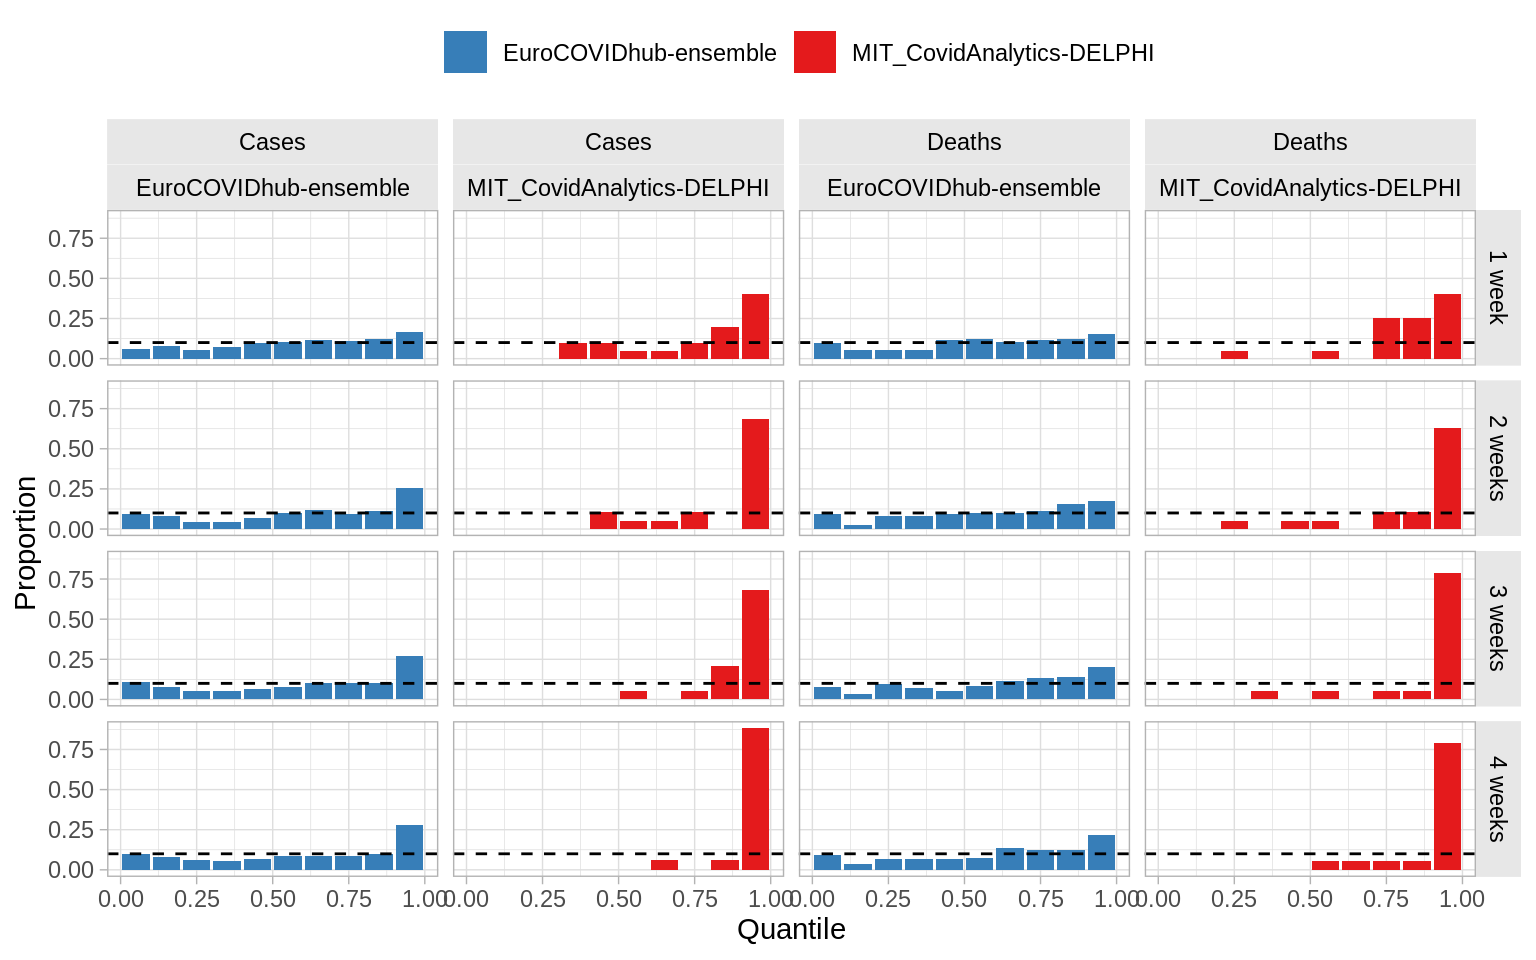 EuroCOVIDhub-ensemble MIT_CovidAnalytics-DELPHI
Cases Cases Deaths Deaths
EuroCOVIDhub-ensemble MIT_CovidAnalytics-DELPHI EuroCOVIDhub-ensemble MIT_CovidAnalytics-DELPHI
0.75
0.50
0.25
0.00
1 week
0.75
0.50
0.25
0.00
2 weeks
0.75
0.50
0.25
0.00
3 weeks
0.75
0.50
0.25
0.00
4 weeks
Proportion
0.00 0.25 0.50 0.75 1.00 0.00 0.25 0.50 0.75 1.00 0.00 0.25 0.50 0.75 1.00 0.00 0.25 0.50 0.75 1.00
Quantile